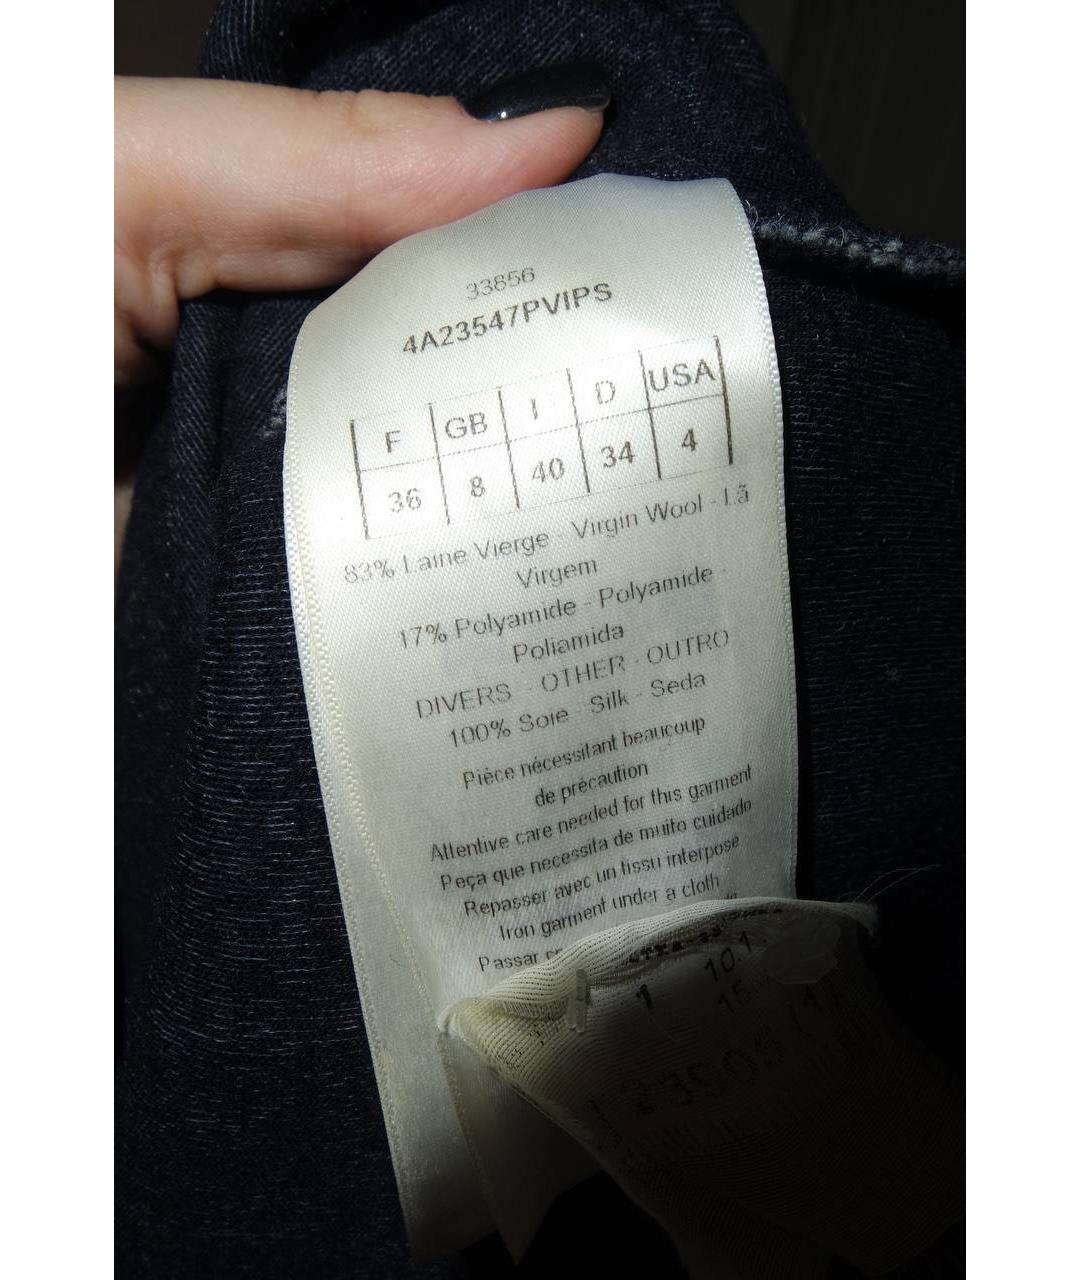 33856
4A23547PVIPS
F GB I D USA
36 8 40 34 4
83% Laine Vierge Virgin Wool - Lã
Virgem
17% Polyamide - Polyamide -
Poliamida
DIVERS - OTHER - OUTRO
100% Soie Silk - Seda
Pièce nécessitant beaucoup
de précaution
Attentive care needed for this garment
Peça que necessita de muito cuidado
Repasser avec un tissu interpose
Iron garment under a cloth
Passar